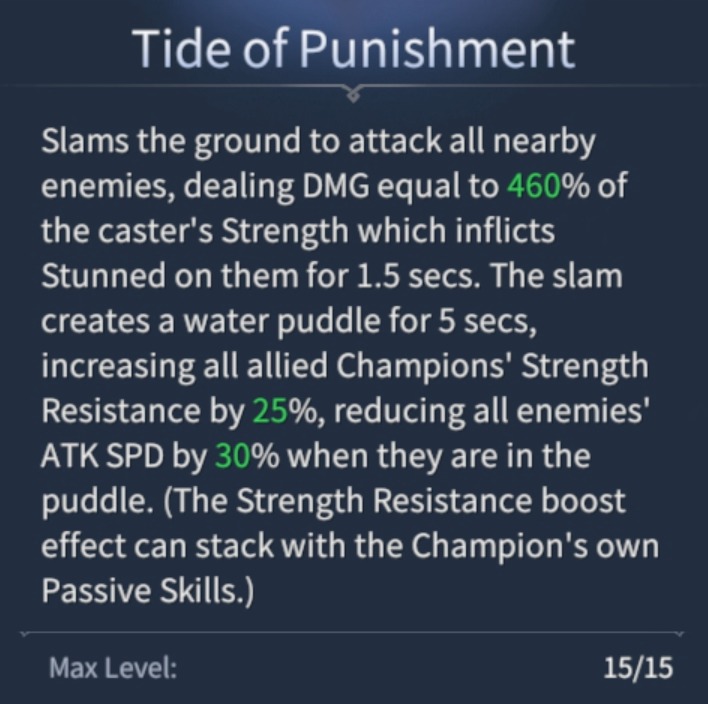 Tide of Punishment
Slams the ground to attack all nearby
enemies, dealing DMG equal to 460% of
the caster's Strength which inflicts
Stunned on them for 1.5 secs. The slam
creates a water puddle for 5 secs,
increasing all allied Champions' Strength
Resistance by 25%, reducing all enemies'
ATK SPD by 30% when they are in the
puddle. (The Strength Resistance boost
effect can stack with the Champion's own
Passive Skills.)
Max Level: 15/15